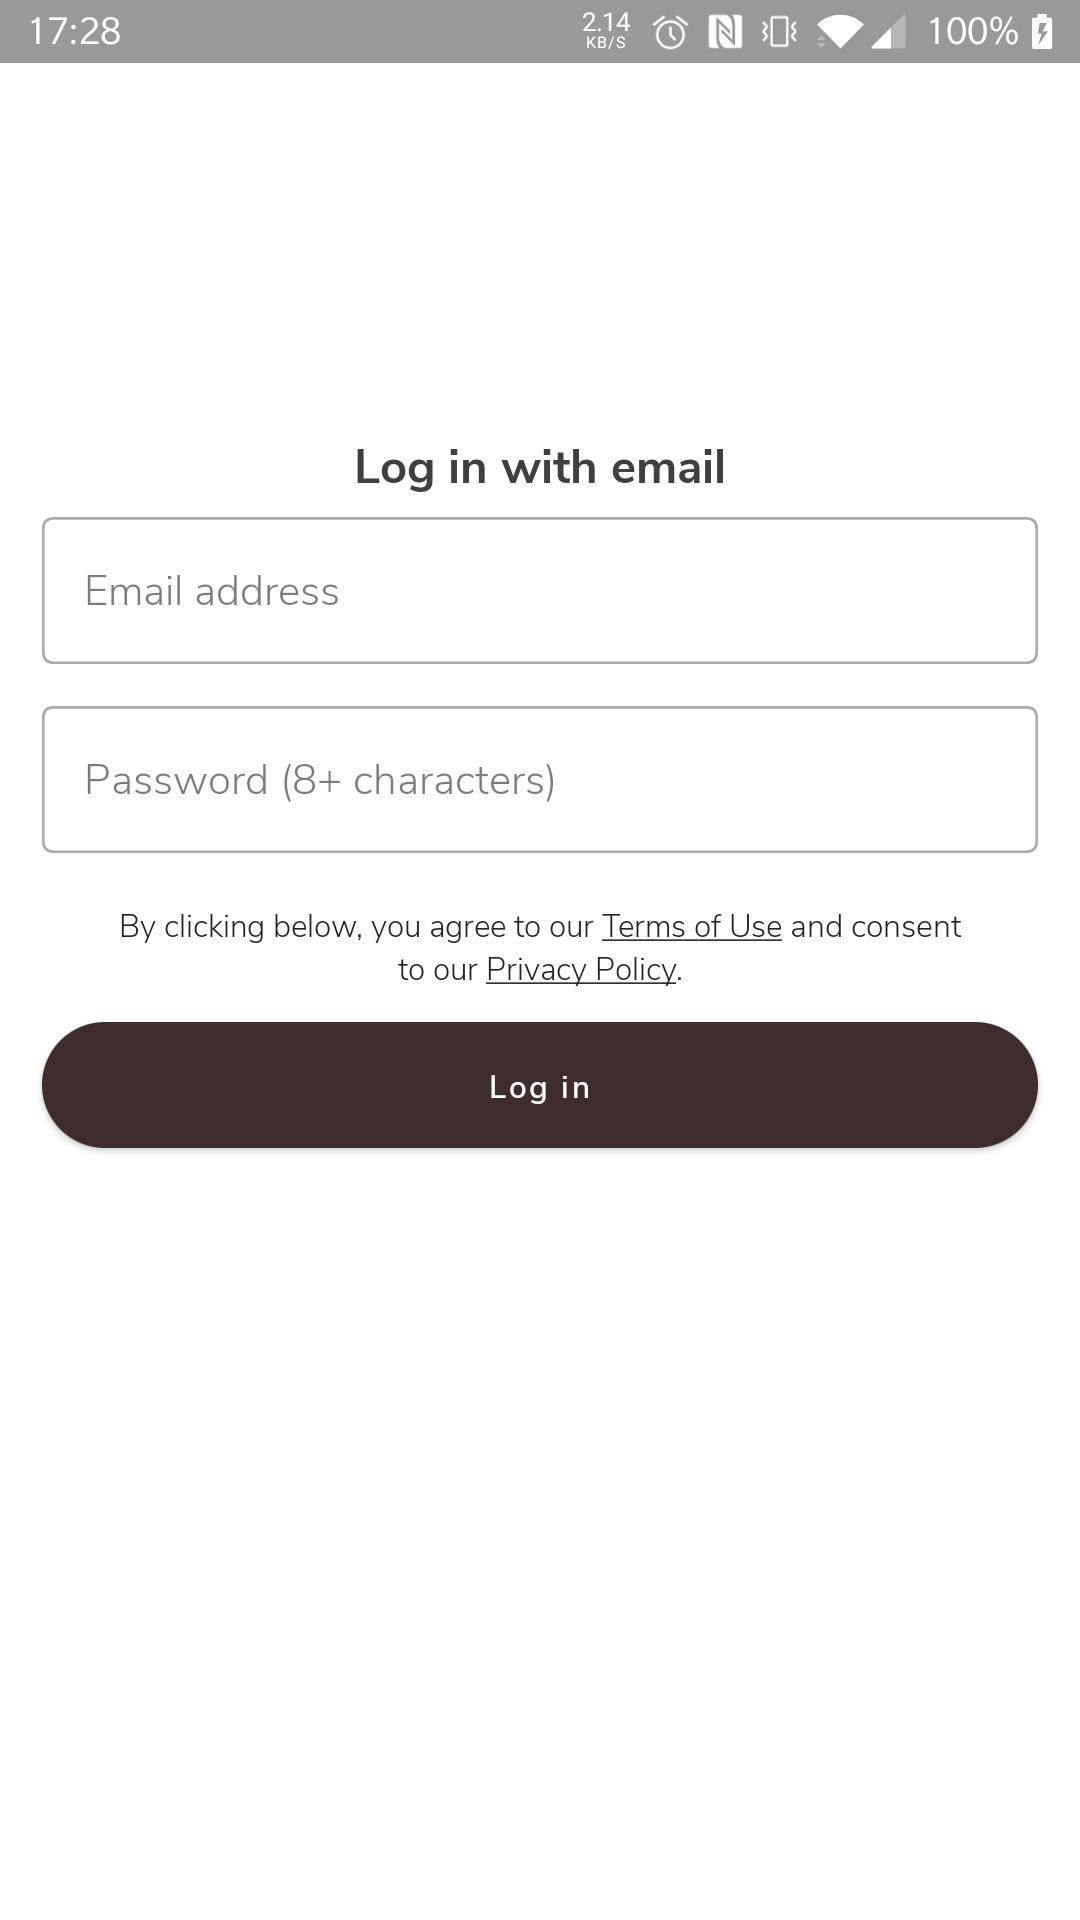 17:28 2.14 KB/S 100%
Log in with email
Email address
Password (8+ characters)
By clicking below, you agree to our Terms of Use and consent
to our Privacy Policy.
Log in